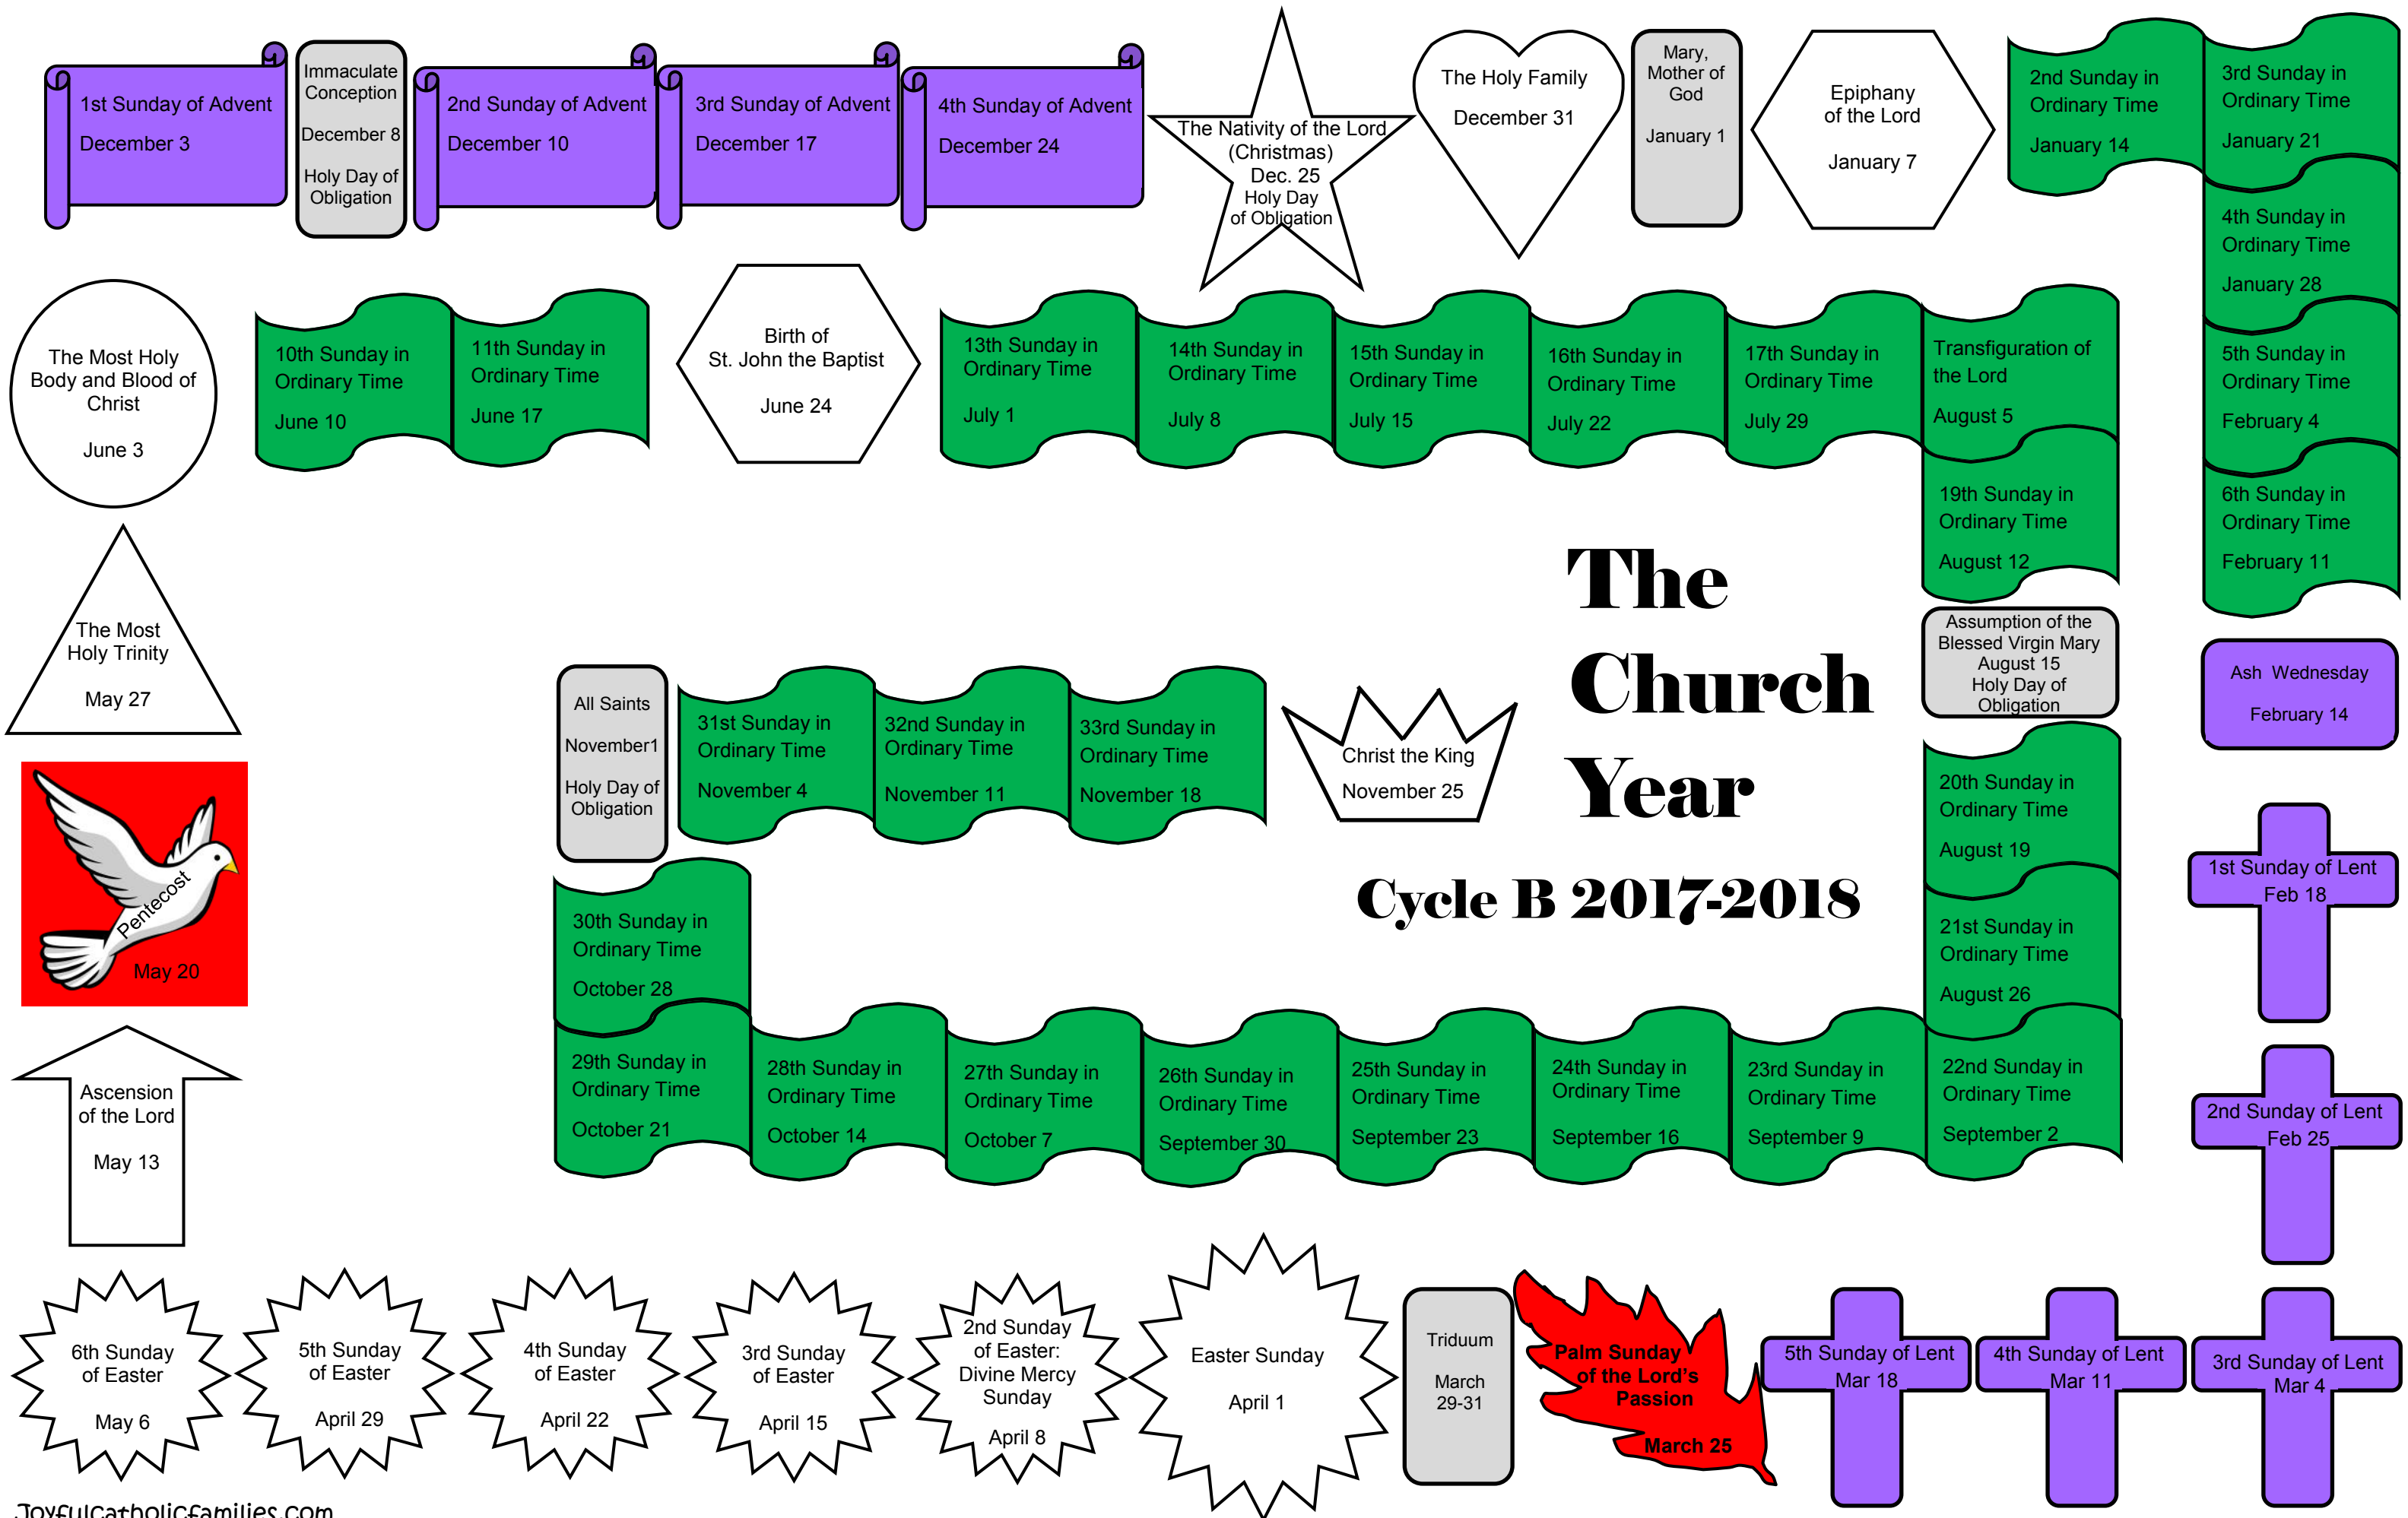 1st Sunday of Advent
December 3
Immaculate
Conception
December 8
Holy Day of
Obligation
2nd Sunday of Advent
December 10
3rd Sunday of Advent
December 17
4th Sunday of Advent
December 24
The Nativity of the Lord
(Christmas)
Dec. 25
Holy Day
of Obligation
The Holy Family
December 31
Mary,
Mother of
God
January 1
Epiphany
of the Lord
January 7
2nd Sunday in
Ordinary Time
January 14
3rd Sunday in
Ordinary Time
January 21
4th Sunday in
Ordinary Time
January 28
5th Sunday in
Ordinary Time
February 4
6th Sunday in
Ordinary Time
February 11
Ash Wednesday
February 14
1st Sunday of Lent
Feb 18
2nd Sunday of Lent
Feb 25
3rd Sunday of Lent
Mar 4
4th Sunday of Lent
Mar 11
5th Sunday of Lent
Mar 18
Palm Sunday
of the Lord's
Passion
March 25
Triduum
March
29-31
Easter Sunday
April 1
2nd Sunday
of Easter:
Divine Mercy
Sunday
April 8
3rd Sunday
of Easter
April 15
4th Sunday
of Easter
April 22
5th Sunday
of Easter
April 29
6th Sunday
of Easter
May 6
Ascension
of the Lord
May 13
Pentecost
May 20
The Most
Holy Trinity
May 27
The Most Holy
Body and Blood of
Christ
June 3
10th Sunday in
Ordinary Time
June 10
11th Sunday in
Ordinary Time
June 17
Birth of
St. John the Baptist
June 24
13th Sunday in
Ordinary Time
July 1
14th Sunday in
Ordinary Time
July 8
15th Sunday in
Ordinary Time
July 15
16th Sunday in
Ordinary Time
July 22
17th Sunday in
Ordinary Time
July 29
Transfiguration of
the Lord
August 5
19th Sunday in
Ordinary Time
August 12
Assumption of the
Blessed Virgin Mary
August 15
Holy Day of
Obligation
20th Sunday in
Ordinary Time
August 19
21st Sunday in
Ordinary Time
August 26
22nd Sunday in
Ordinary Time
September 2
23rd Sunday in
Ordinary Time
September 9
24th Sunday in
Ordinary Time
September 16
25th Sunday in
Ordinary Time
September 23
26th Sunday in
Ordinary Time
September 30
27th Sunday in
Ordinary Time
October 7
28th Sunday in
Ordinary Time
October 14
29th Sunday in
Ordinary Time
October 21
30th Sunday in
Ordinary Time
October 28
All Saints
November1
Holy Day of
Obligation
31st Sunday in
Ordinary Time
November 4
32nd Sunday in
Ordinary Time
November 11
33rd Sunday in
Ordinary Time
November 18
Christ the King
November 25
The
Church
Year
Cycle B 2017-2018
Joyfulcatholicfamilies.com